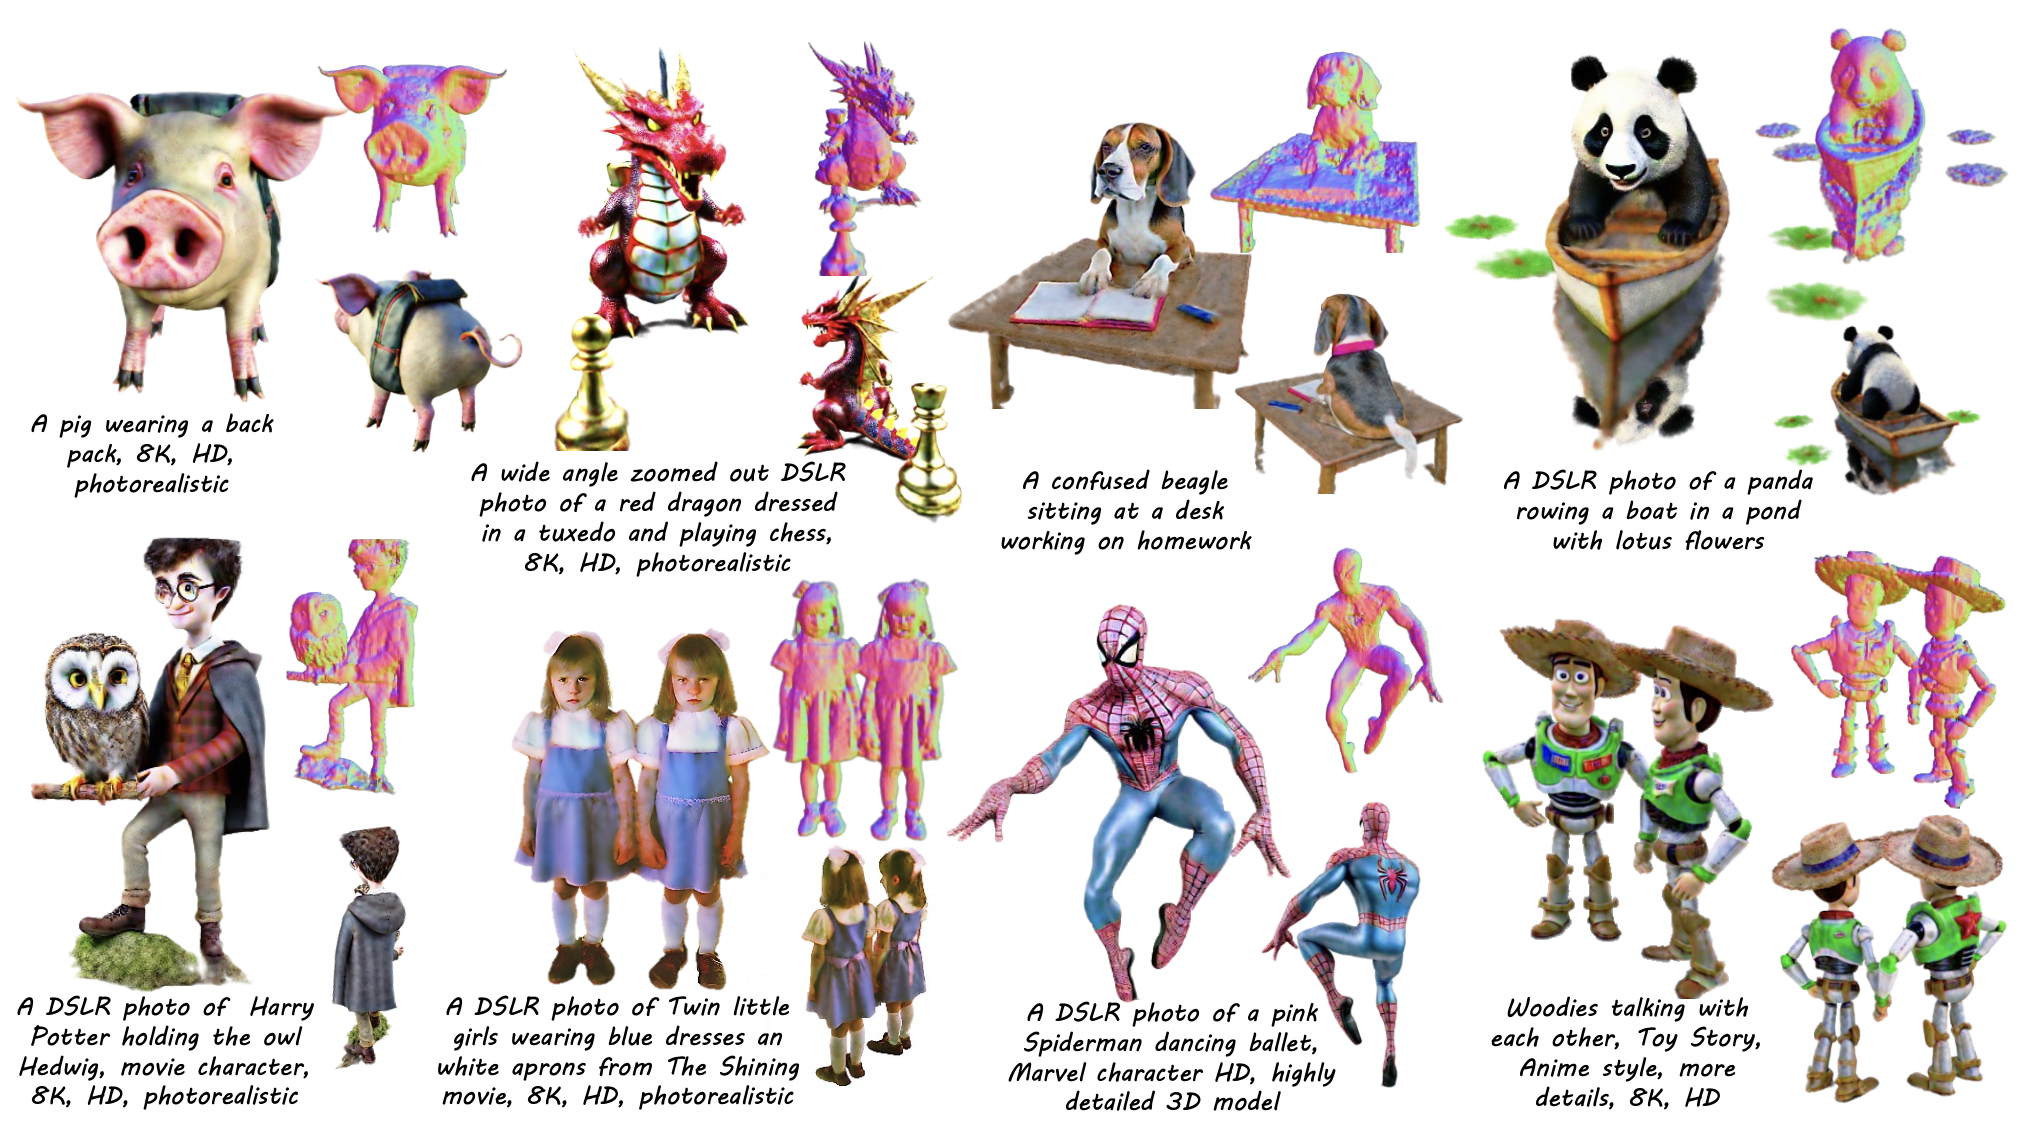 A pig wearing a back
pack, 8K, HD,
photorealistic
A wide angle zoomed out DSLR
photo of a red dragon dressed
in a tuxedo and playing chess,
8K, HD, photorealistic
A confused beagle
sitting at a desk
working on homework
A DSLR photo of a panda
rowing a boat in a pond
with lotus flowers
A DSLR photo of Harry
Potter holding the owl
Hedwig, movie character,
8K, HD, photorealistic
A DSLR photo of Twin little
girls wearing blue dresses an
white aprons from The Shining
movie, 8K, HD, photorealistic
A DSLR photo of a pink
Spiderman dancing ballet,
Marvel character HD, highly
detailed 3D model
Woodies talking with
each other, Toy Story,
Anime style, more
details, 8K, HD